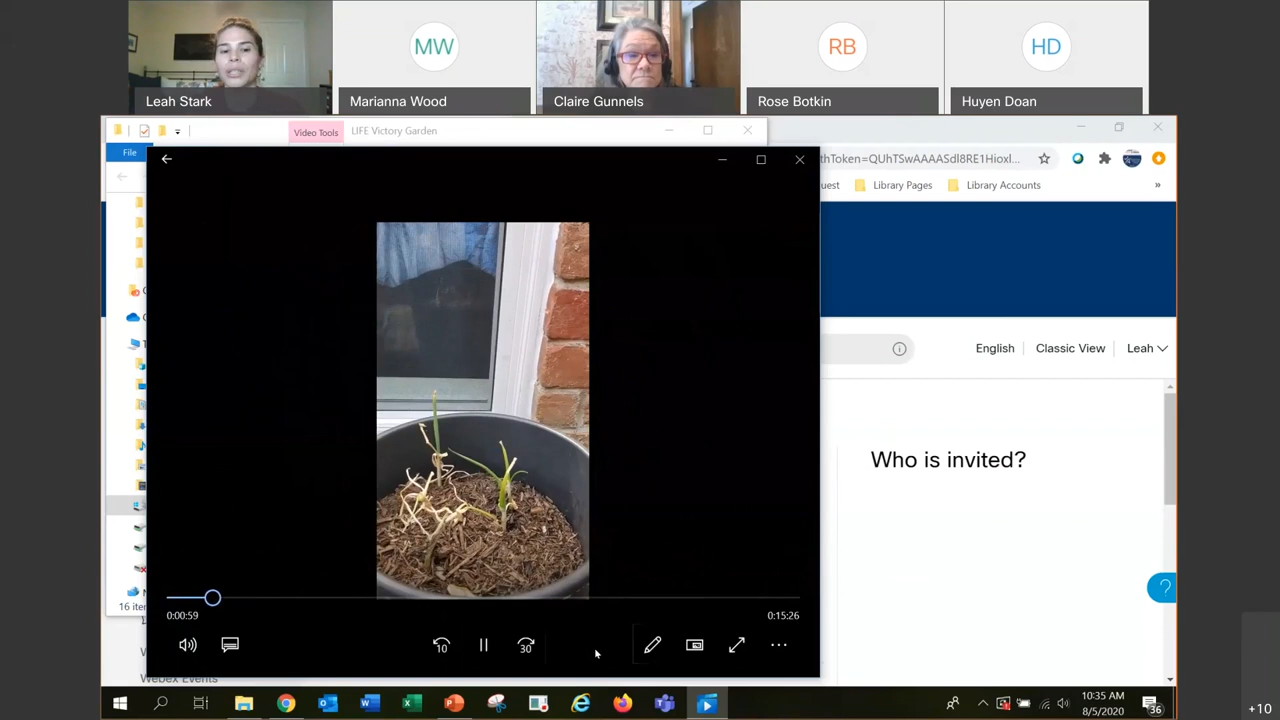 MW
RB
HD
Leah Stark
Marianna Wood
Claire Gunnels
Rose Botkin
Huyen Doan
Video Tools
LIFE Victory Garden
File
thToken=QUhTSwAAAASdl8RE1Hioxl...
uest
Library Pages
Library Accounts
»
English
Classic View
Leah
Who is invited?
?
16 iter
0:00:59
0:15:26
10
30
Webex Events
10:35 AM
8/5/2020
36
+10